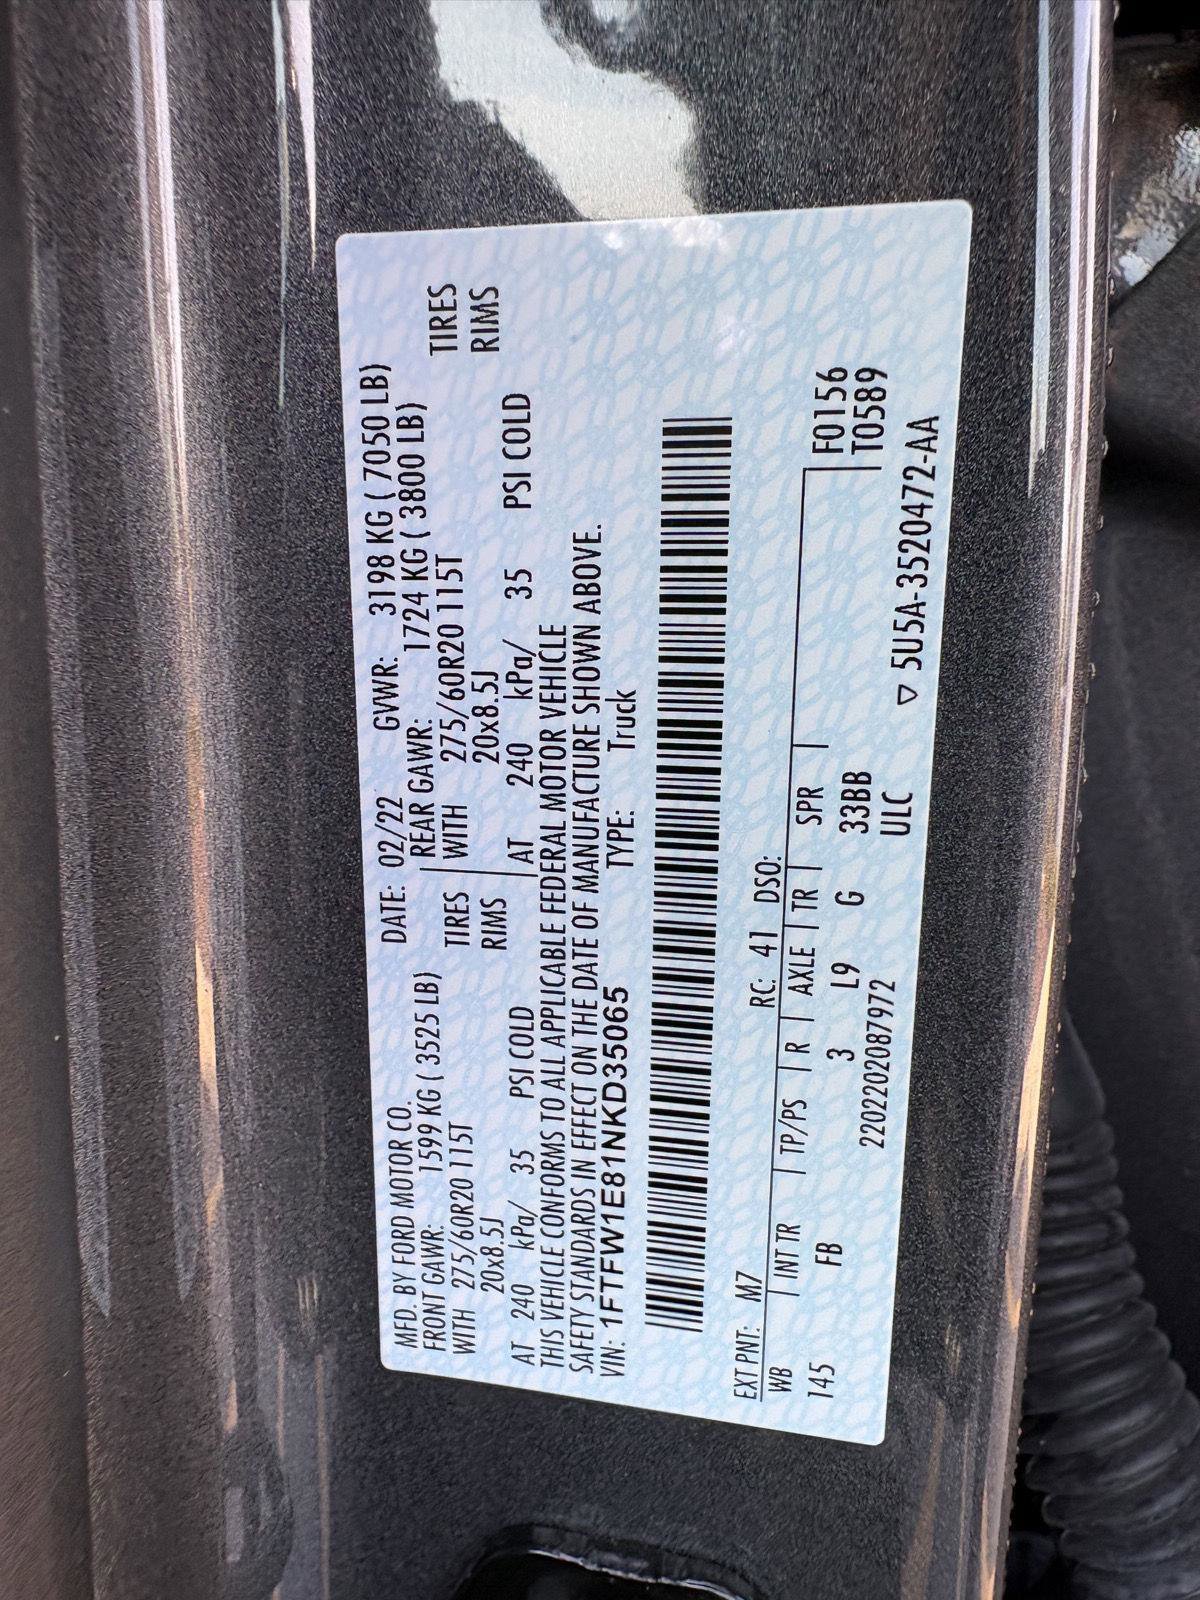 MFD. BY FORD MOTOR CO. DATE: 02/22 GVWR: 3198 KG ( 7050 LB)
FRONT GAWR: 1599 KG ( 3525 LB) REAR GAWR: 1724 KG ( 3800 LB)
WITH 275/60R20 115T TIRES WITH 275/60R20 115T TIRES
20x8.5J RIMS 20x8.5J RIMS
AT 240 kPa/ 35 PSI COLD AT 240 kPa/ 35 PSI COLD
THIS VEHICLE CONFORMS TO ALL APPLICABLE FEDERAL MOTOR VEHICLE
SAFETY STANDARDS IN EFFECT ON THE DATE OF MANUFACTURE SHOWN ABOVE.
VIN: 1FTFW1E81NKD35065 TYPE: Truck
EXT PNT: M7 RC: 41 DSO:
WB INT TR TP/PS R AXLE TR SPR F0156
145 FB 3 L9 G 33BB T0589
2202202087972 ULC ▽ 5U5A-3520472-AA